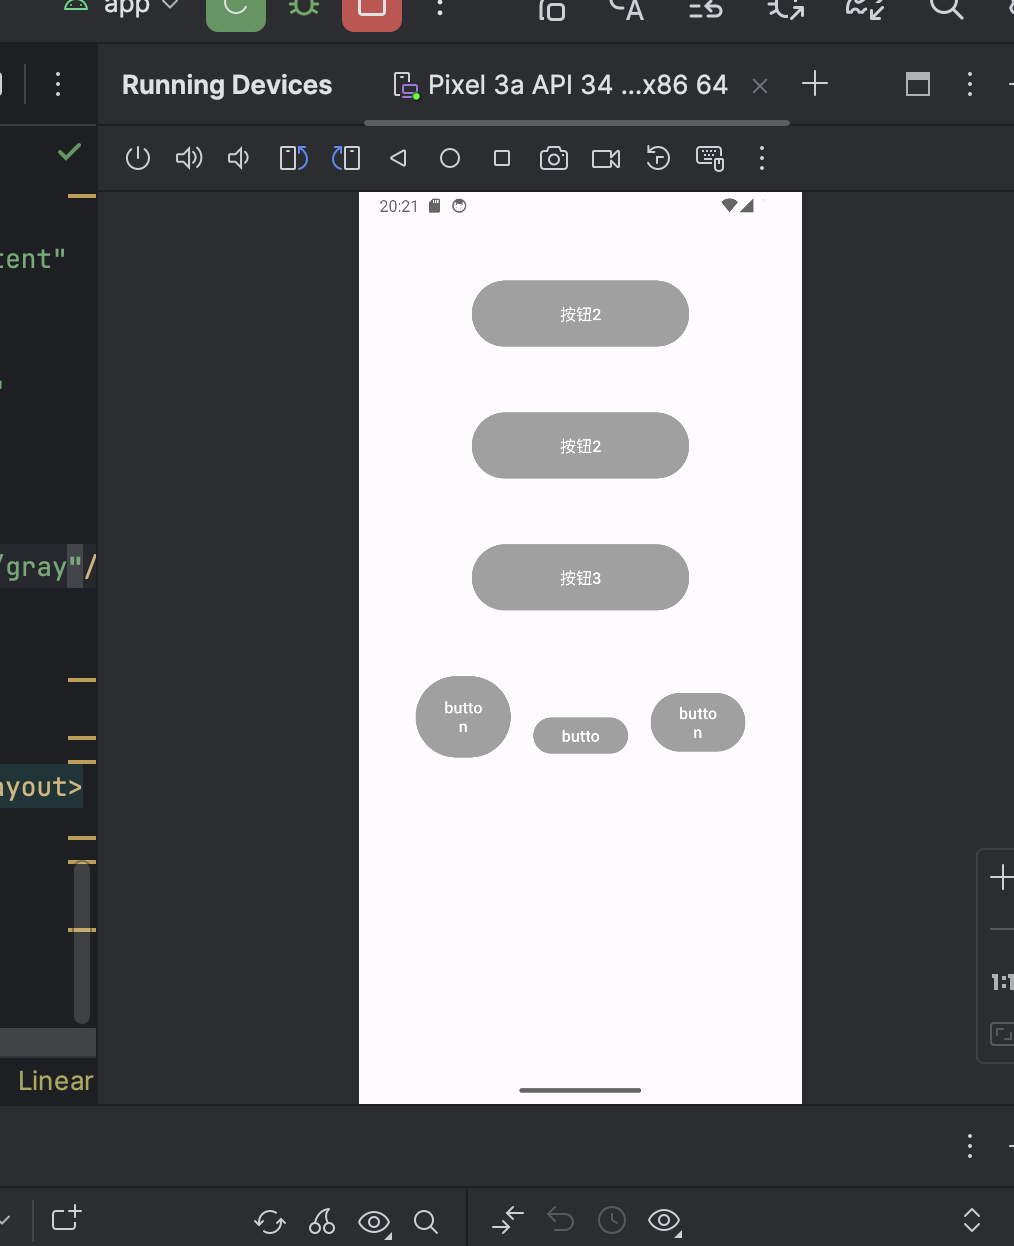 app
Running Devices
Pixel 3a API 34 ...x86 64
20:21
tent"
按钮2
按钮2
/gray"/
按钮3
butto
n
butto
butto
n
ayout>
1:1
Linear